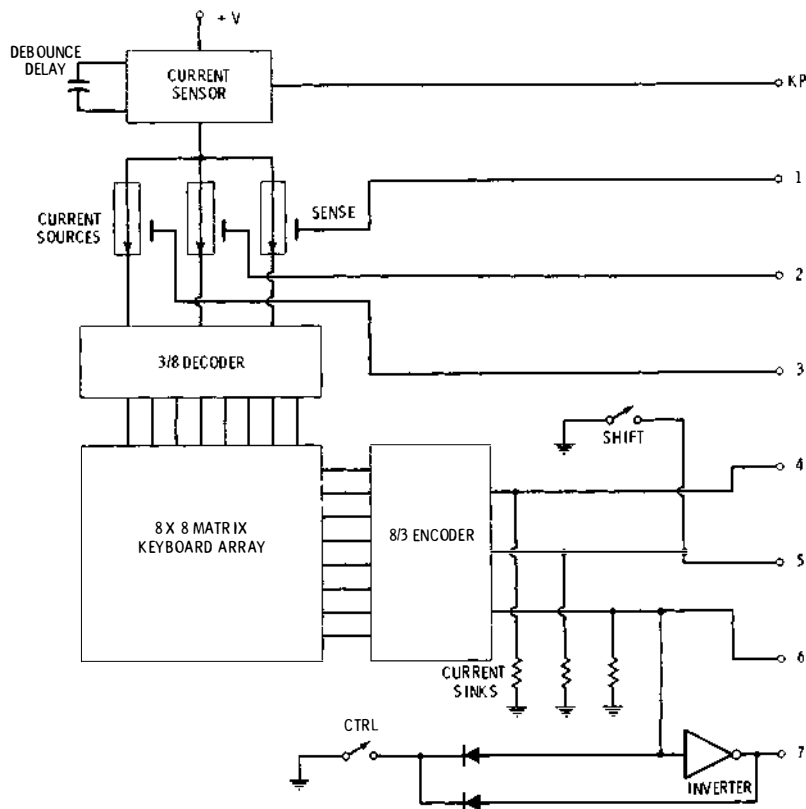 + V
DEBOUNCE
DELAY
CURRENT
SENSOR
KP
1
SENSE
CURRENT
SOURCES
2
3/8 DECODER
3
SHIFT
4
8 X 8 MATRIX
KEYBOARD ARRAY
8/3 ENCODER
5
6
CURRENT
SINKS
CTRL
7
INVERTER